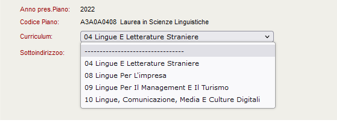 Anno pres.Piano: 2022
Codice Piano: A3A0A0408 Laurea in Scienze Linguistiche
Curriculum: 04 Lingue E Letterature Straniere
--------------------------------
Sottoindirizzo:
04 Lingue E Letterature Straniere
08 Lingue Per L'impresa
09 Lingue Per Il Management E Il Turismo
10 Lingue, Comunicazione, Media E Culture Digitali